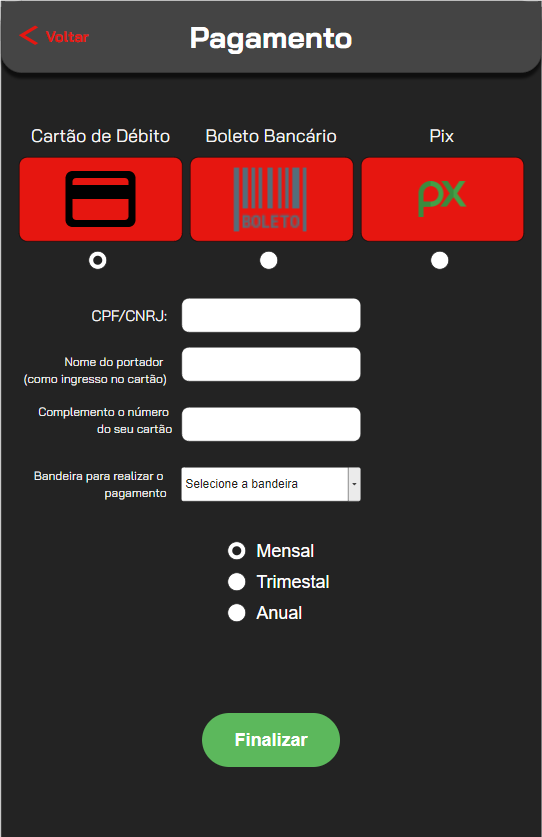 Voltar
Pagamento
Cartão de Débito
Boleto Bancário
Pix
BOLETO
px
CPF/CNRJ:
Nome do portador
(como ingresso no cartão)
Complemento o número
do seu cartão
Bandeira para realizar o
pagamento
Selecione a bandeira
Mensal
Trimestal
Anual
Finalizar